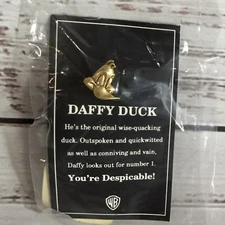 DAFFY DUCK
He's the original wise-quacking
duck. Outspoken and quickwitted
as well as conniving and vain,
Daffy looks out for number 1.
You're Despicable!
WB